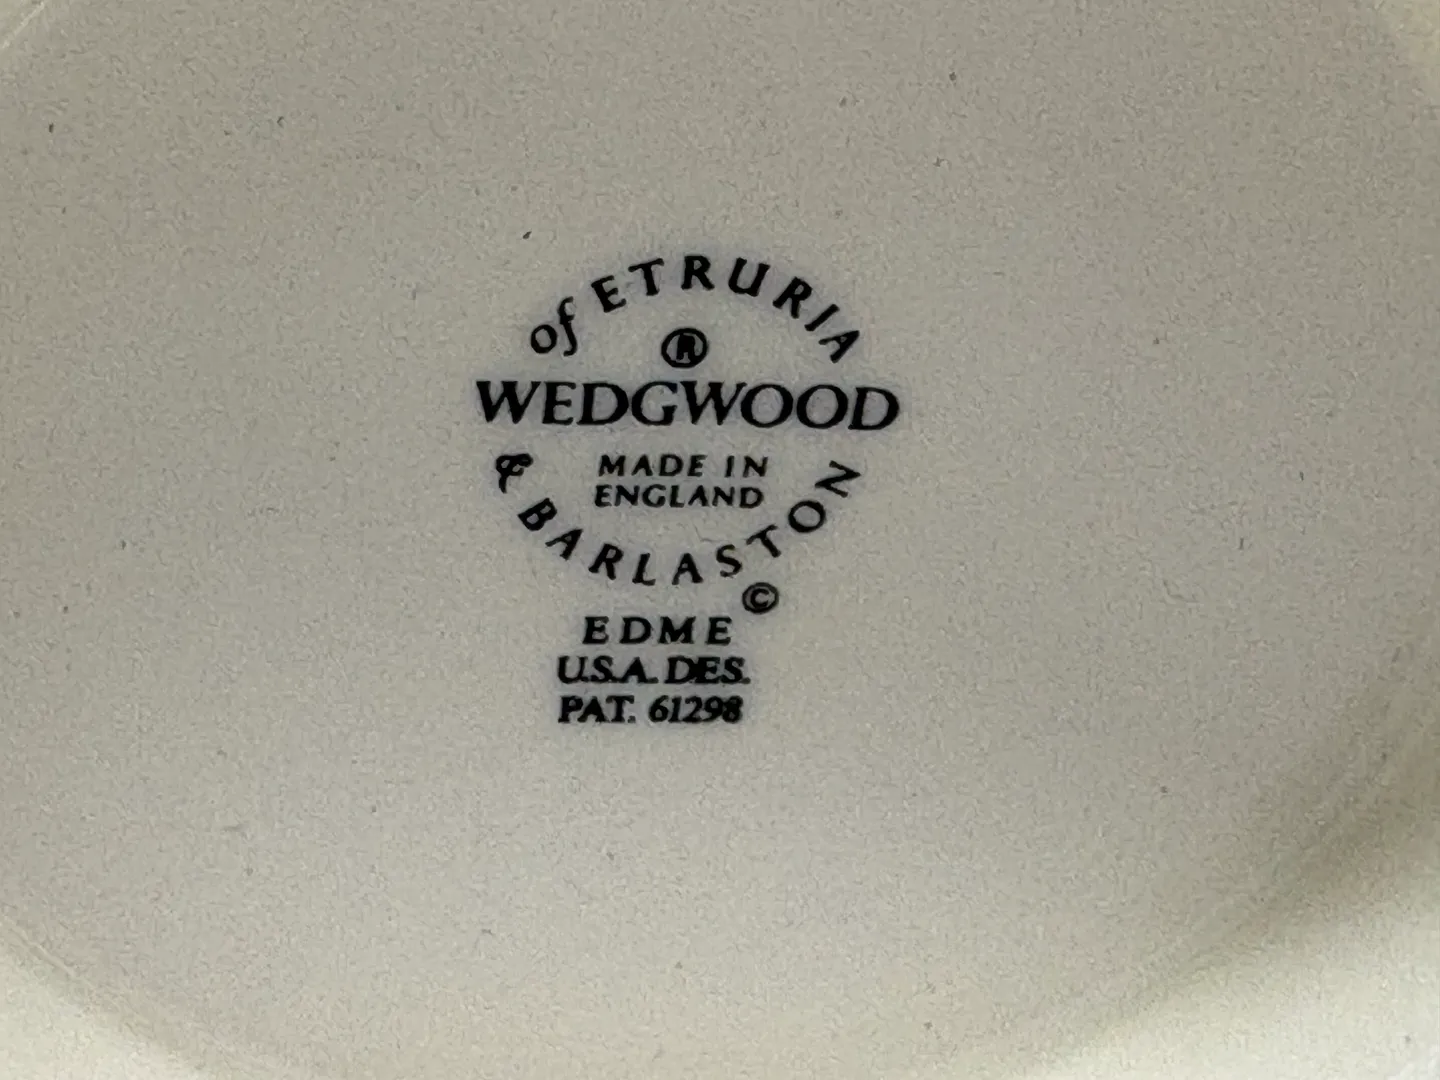 of ETRURIA
®
WEDGWOOD
MADE IN
ENGLAND
& BARLASTON
©
EDME
U.S.A. DES.
PAT. 61298